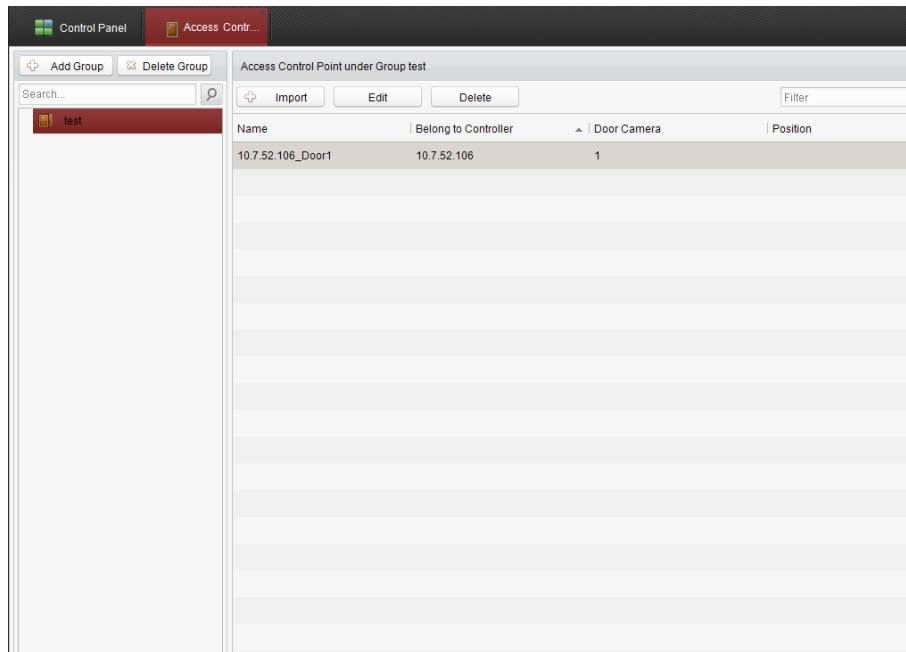 Control Panel
Access Contr...
Add Group
Delete Group
Access Control Point under Group test
Search...
Import
Edit
Delete
Filter
test
Name
Belong to Controller
Door Camera
Position
10.7.52.106_Door1
10.7.52.106
1